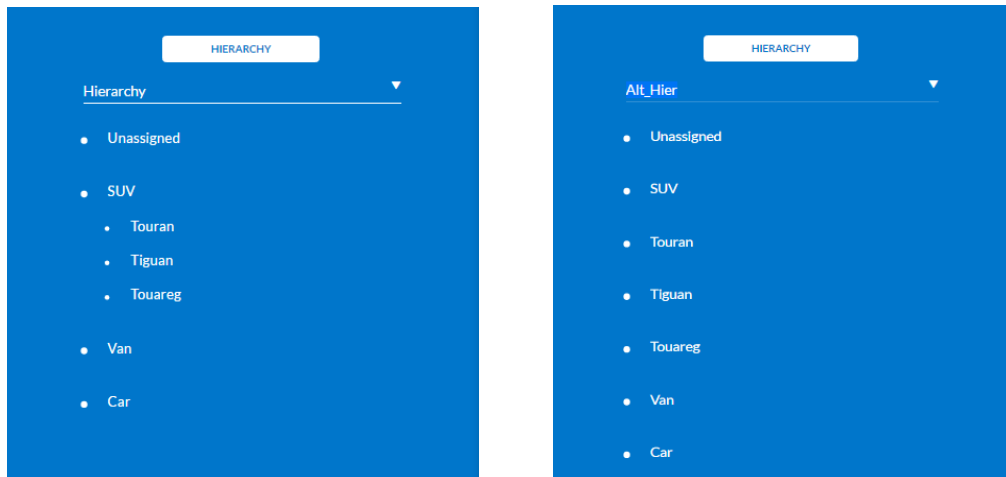 HIERARCHY
Hierarchy
Unassigned
SUV
Touran
Tiguan
Touareg
Van
Car
HIERARCHY
Alt_Hier
Unassigned
SUV
Touran
Tiguan
Touareg
Van
Car